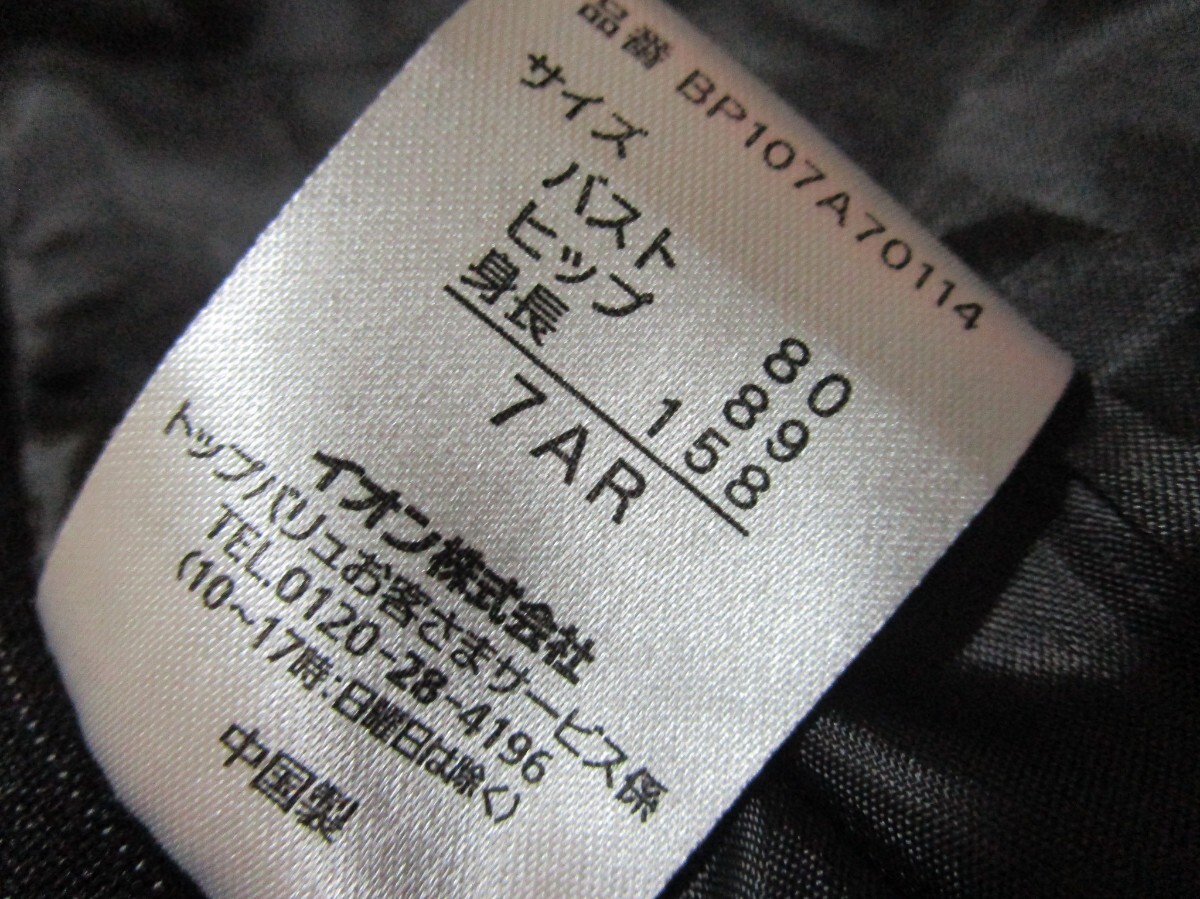 品番 BP107A70114
サイズ
バスト 80
ヒップ 89
身長 158
7AR
イオン株式会社
トップバリュお客さまサービス係
TEL.0120-28-4196
(10~17時:日曜日は除く)
中国製